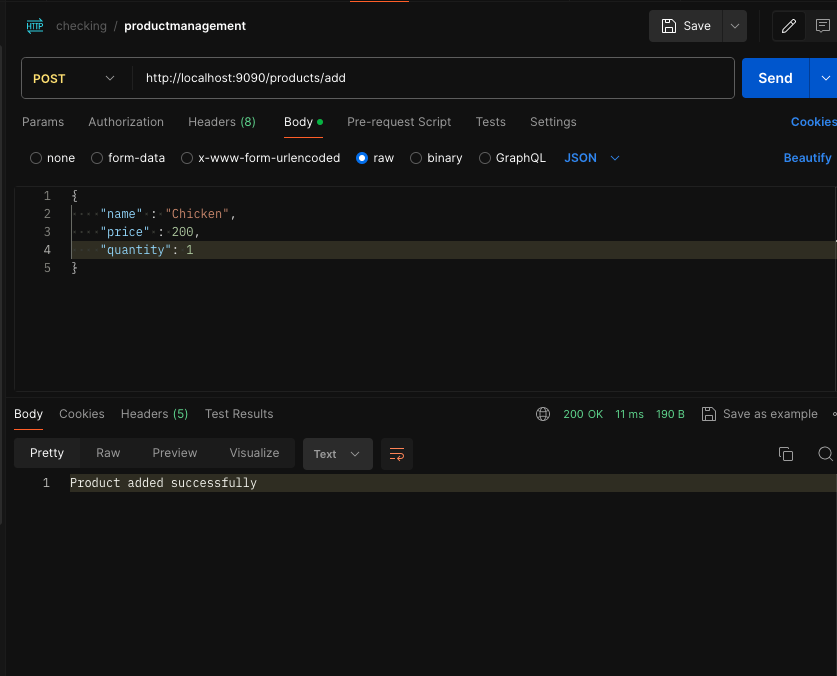 HTTP checking / productmanagement Save
POST http://localhost:9090/products/add Send
Params Authorization Headers (8) Body Pre-request Script Tests Settings Cookies
none form-data x-www-form-urlencoded raw binary GraphQL JSON Beautify
1 {
2 "name" : "Chicken",
3 "price" : 200,
4 "quantity": 1
5 }
Body Cookies Headers (5) Test Results 200 OK 11 ms 190 B Save as example
Pretty Raw Preview Visualize Text
1 Product added successfully